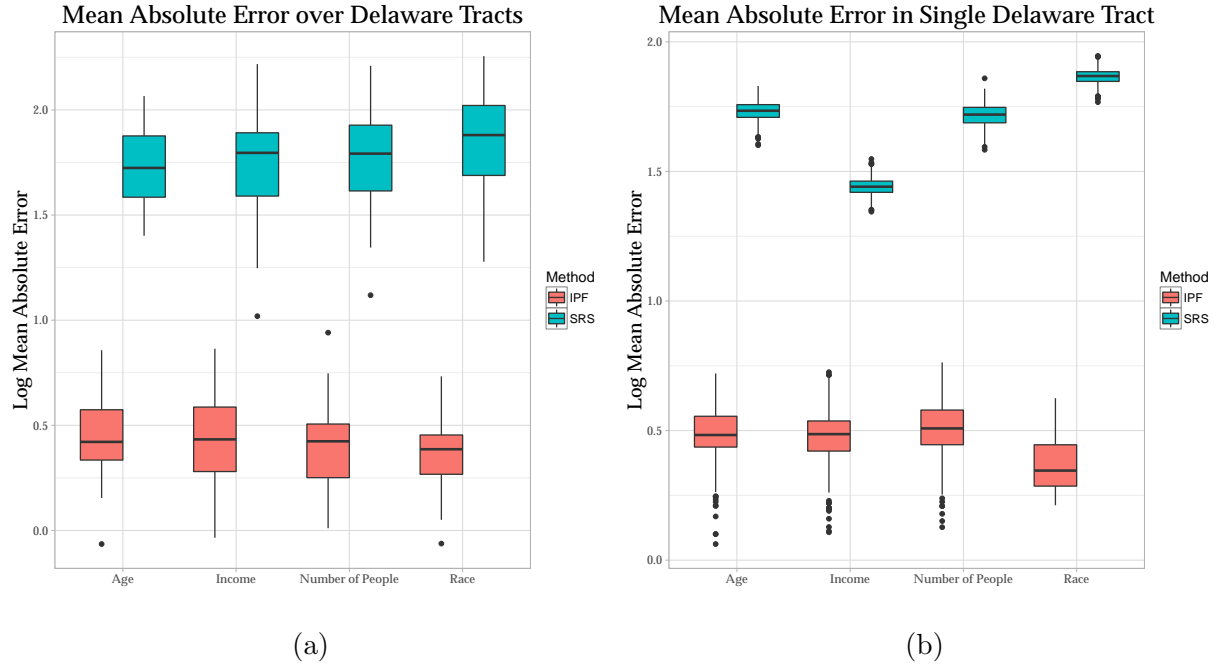 Mean Absolute Error over Delaware Tracts
Log Mean Absolute Error
2.0
1.5
1.0
0.5
0.0
Age
Income
Number of People
Race
Method
IPF
SRS
(a)
Mean Absolute Error in Single Delaware Tract
Log Mean Absolute Error
2.0
1.5
1.0
0.5
0.0
Age
Income
Number of People
Race
Method
IPF
SRS
(b)